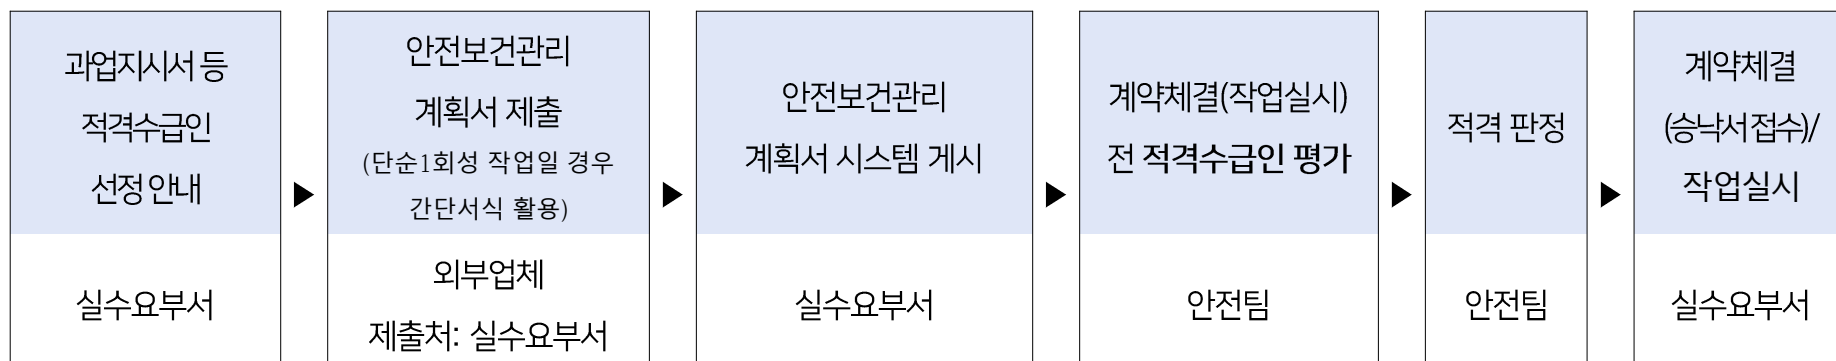 과업지시서 등
적격수급인
선정 안내
실수요부서
안전보건관리
계획서 제출
(단순1회성 작업일 경우
간단서식 활용)
외부업체
제출처: 실수요부서
안전보건관리
계획서 시스템 게시
실수요부서
계약체결(작업실시)
전 적격수급인 평가
안전팀
적격 판정
안전팀
계약체결
(승낙서 접수)/
작업실시
실수요부서